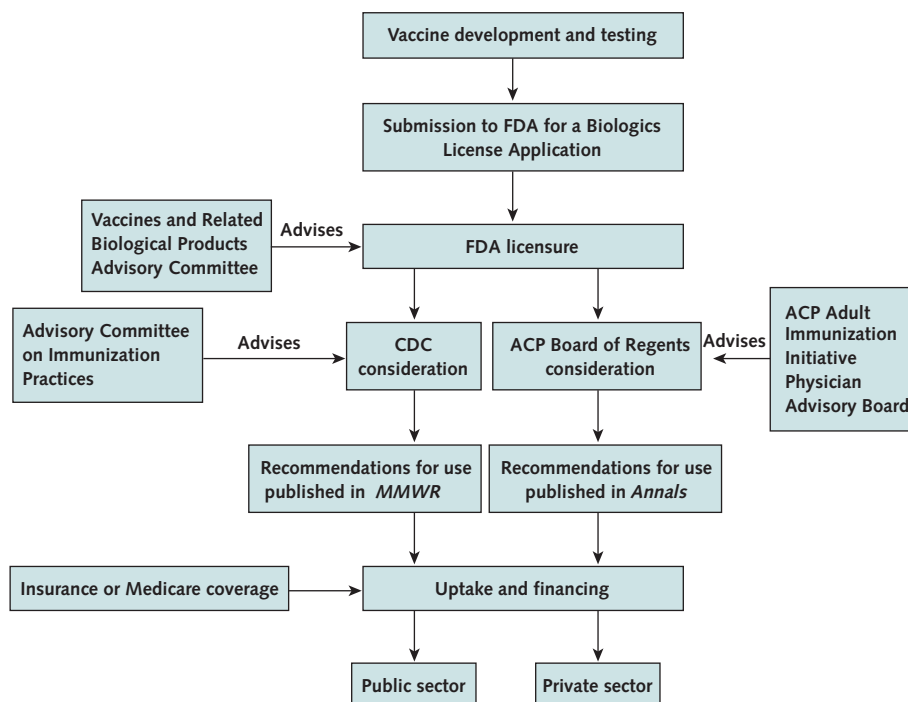 Vaccine development and testing
Submission to FDA for a Biologics
License Application
Vaccines and Related
Biological Products
Advisory Committee
Advises
FDA licensure
Advisory Committee
on Immunization
Practices
Advises
CDC
consideration
ACP Board of Regents
consideration
Advises
ACP Adult
Immunization
Initiative
Physician
Advisory Board
Recommendations for use
published in MMWR
Recommendations for use
published in Annals
Insurance or Medicare coverage
Uptake and financing
Public sector
Private sector